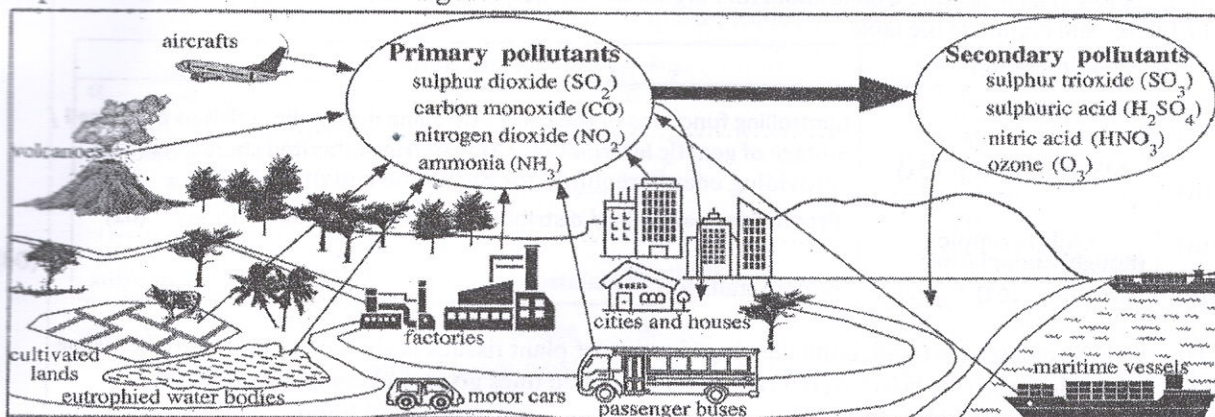 aircrafts
Primary pollutants
sulphur dioxide (SO₂)
carbon monoxide (CO)
nitrogen dioxide (NO₂)
ammonia (NH₃)
Secondary pollutants
sulphur trioxide (SO₃)
sulphuric acid (H₂SO₄)
nitric acid (HNO₃)
ozone (O₃)
volcanoes
factories
cities and houses
cultivated
lands
eutrophied water bodies
motor cars
passenger buses
maritime vessels